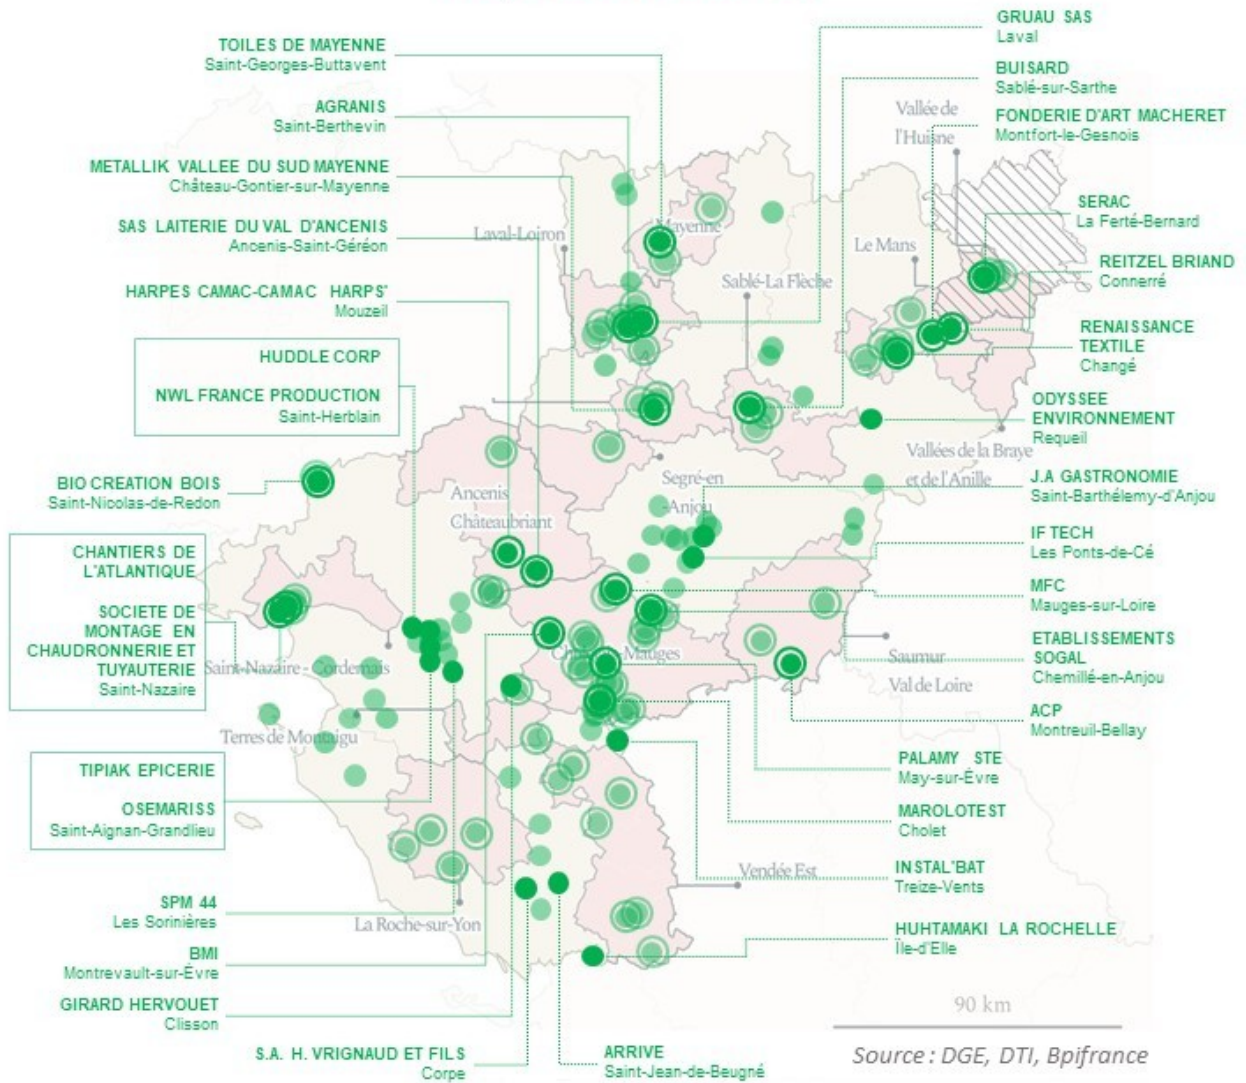 TOILES DE MAYENNE
Saint-Georges-Buttavent
AGRANIS
Saint-Berthevin
METALLIK VALLEE DU SUD MAYENNE
Château-Gontier-sur-Mayenne
SAS LAITERIE DU VAL D'ANCENIS
Ancenis-Saint-Géréon
HARPES CAMAC-CAMAC HARPS'
Mouzeil
HUDDLE CORP
NWL FRANCE PRODUCTION
Saint-Herblain
BIO CREATION BOIS
Saint-Nicolas-de-Redon
CHANTIERS DE
L'ATLANTIQUE
SOCIETE DE
MONTAGE EN
CHAUDRONNERIE ET
TUYAUTERIE
Saint-Nazaire
TIPIAK EPICERIE
OSEMARISS
Saint-Aignan-Grandlieu
SPM 44
Les Sorinières
BMI
Montrevault-sur-Èvre
GIRARD HERVOUET
Clisson
S.A. H. VRIGNAUD ET FILS
Corpe
ARRIVE
Saint-Jean-de-Beugné
GRUAU SAS
Laval
BUISARD
Sablé-sur-Sarthe
FONDERIE D'ART MACHERET
Montfort-le-Gesnois
SERAC
La Ferté-Bernard
REITZEL BRIAND
Connerré
RENAISSANCE
TEXTILE
Changé
ODYSSEE
ENVIRONNEMENT
Requeil
J.A GASTRONOMIE
Saint-Barthélemy-d'Anjou
IF TECH
Les Ponts-de-Cé
MFC
Mauges-sur-Loire
ETABLISSEMENTS
SOGAL
Chemillé-en-Anjou
ACP
Montreuil-Bellay
PALAMY STE
May-sur-Èvre
MAROLOTEST
Cholet
INSTAL'BAT
Treize-Vents
HUHTAMAKI LA ROCHELLE
Île-d'Elle
Vallée de
l'Huisne
Laval-Loiron
Mayenne
Le Mans
Sablé-La Flèche
Vallées de la Braye
et de l'Anille
Segré-en
-Anjou
Ancenis
Châteaubriant
Saint-Nazaire - Cordemais
-Mauges
Saumur
Val de Loire
Terres de Montaigu
Vendée Est
La Roche-sur-Yon
90 km
Source : DGE, DTI, Bpifrance